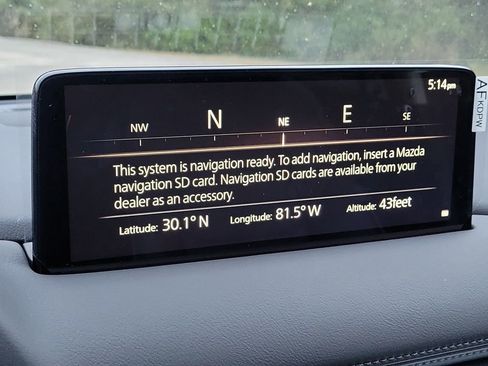 5:14pm
NW N NE E SE
This system is navigation ready. To add navigation, insert a Mazda
navigation SD card. Navigation SD cards are available from your
dealer as an accessory.
Latitude: 30.1° N Longitude: 81.5° W Altitude: 43feet
AFKDPW